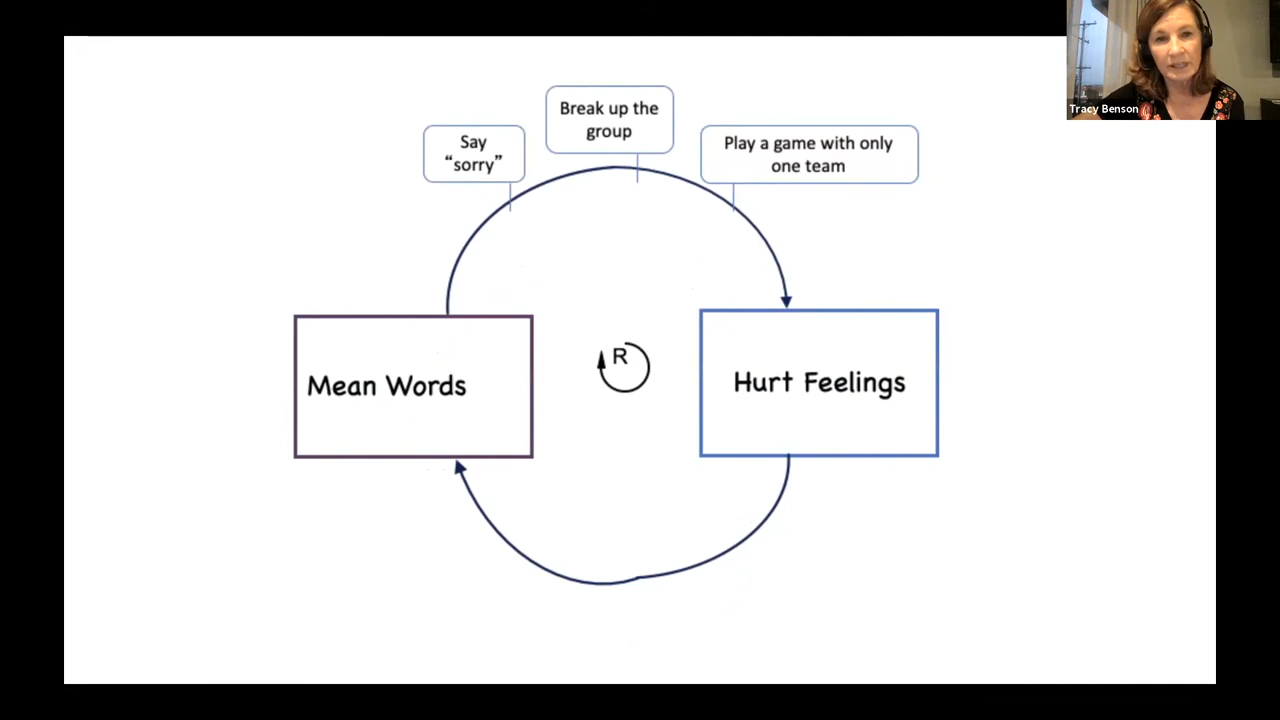 Tracy Benson
Break up the
group
Say
“sorry”
Play a game with only
one team
R
Mean Words
Hurt Feelings